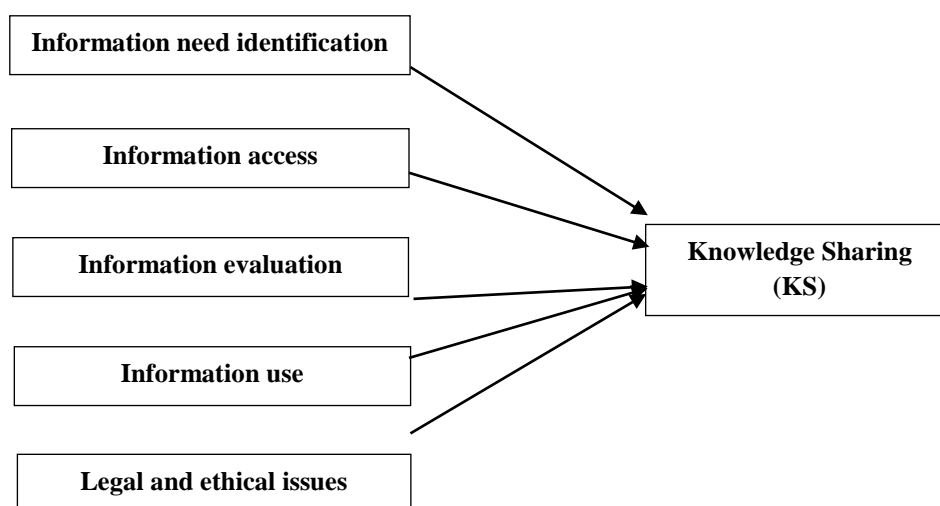 Information need identification
Information access
Information evaluation
Information use
Legal and ethical issues
Knowledge Sharing
(KS)